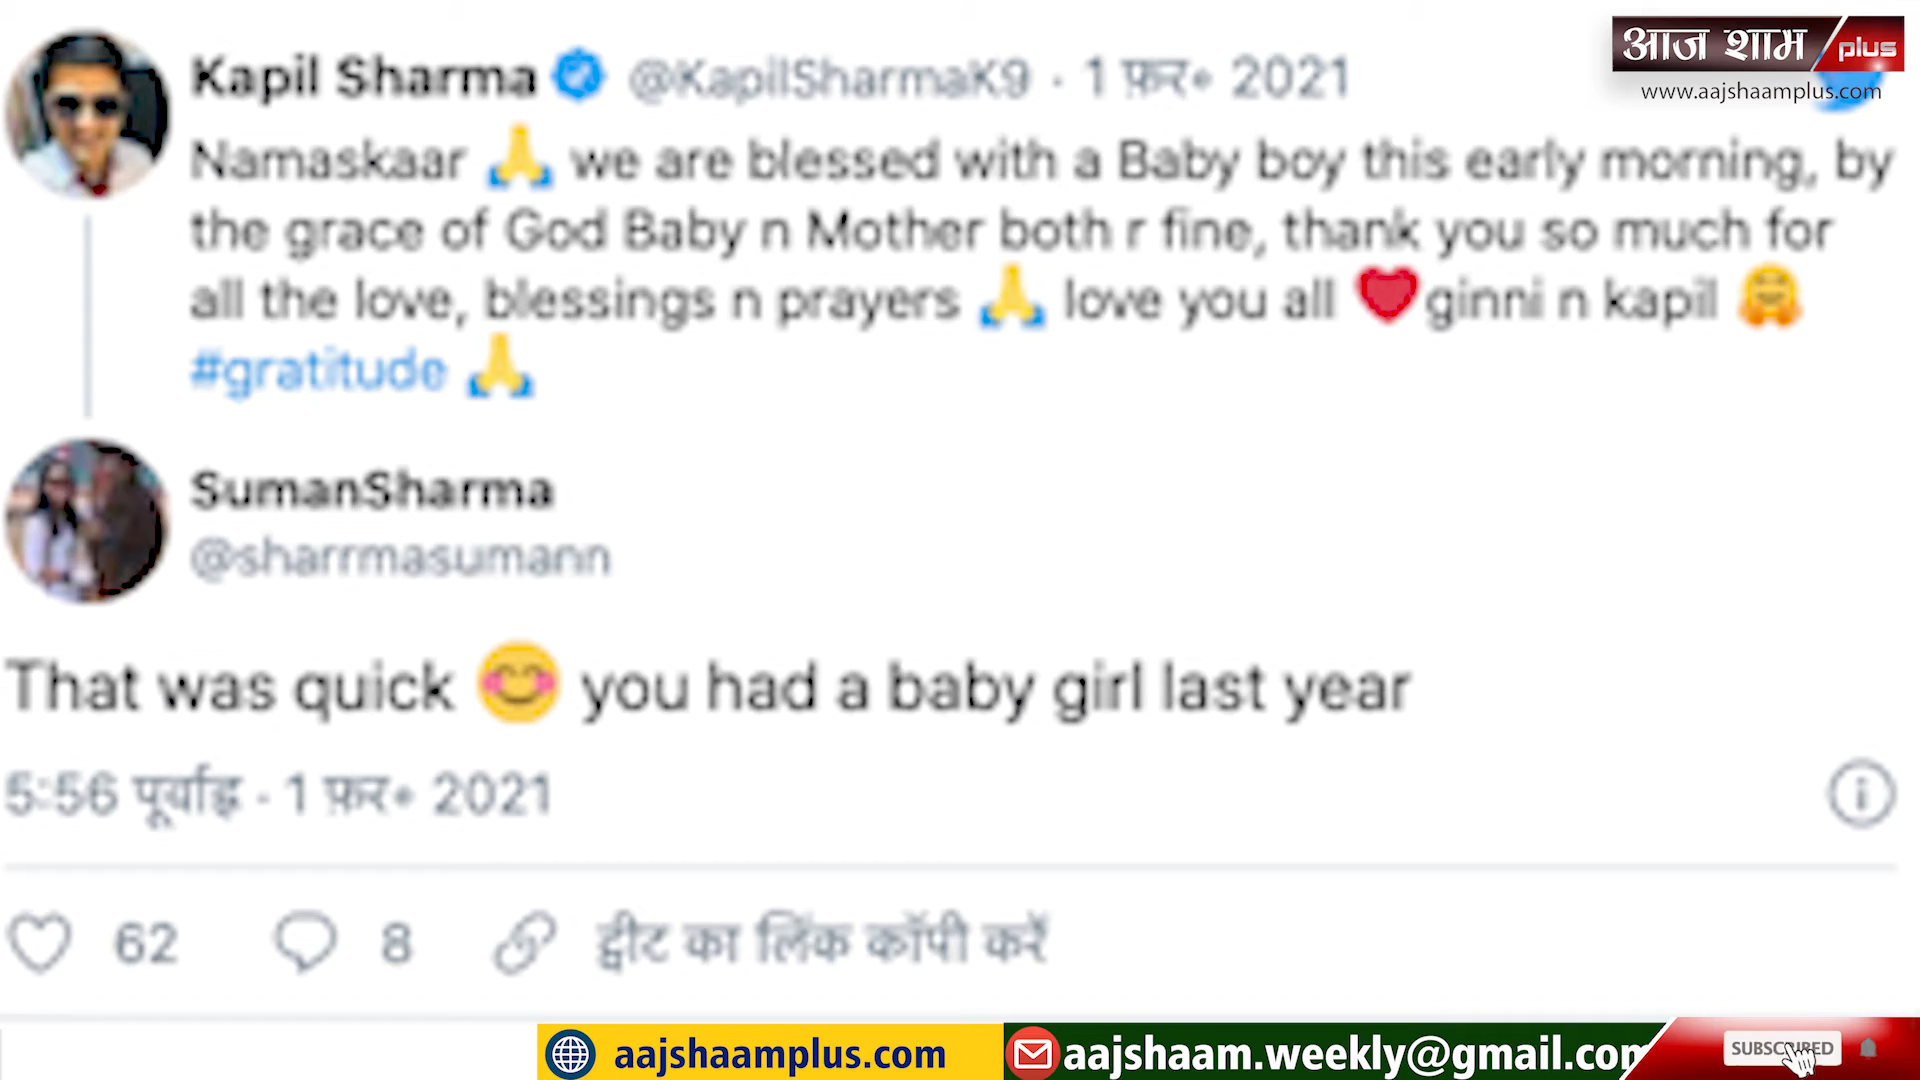 आज शाम plus
www.aajshaamplus.com
Kapil Sharma @KapilSharmaK9 · 1 फ़र॰ 2021
Namaskaar 🙏 we are blessed with a Baby boy this early morning, by
the grace of God Baby n Mother both r fine, thank you so much for
all the love, blessings n prayers 🙏 love you all ❤️ginni n kapil 🤗
#gratitude 🙏
SumanSharma
@sharrmasumann
That was quick 😊 you had a baby girl last year
5:56 पूर्वाह्न · 1 फ़र॰ 2021
62 8 ट्वीट का लिंक कॉपी करें
aajshaamplus.com aajshaam.weekly@gmail.com SUBSCRIBED